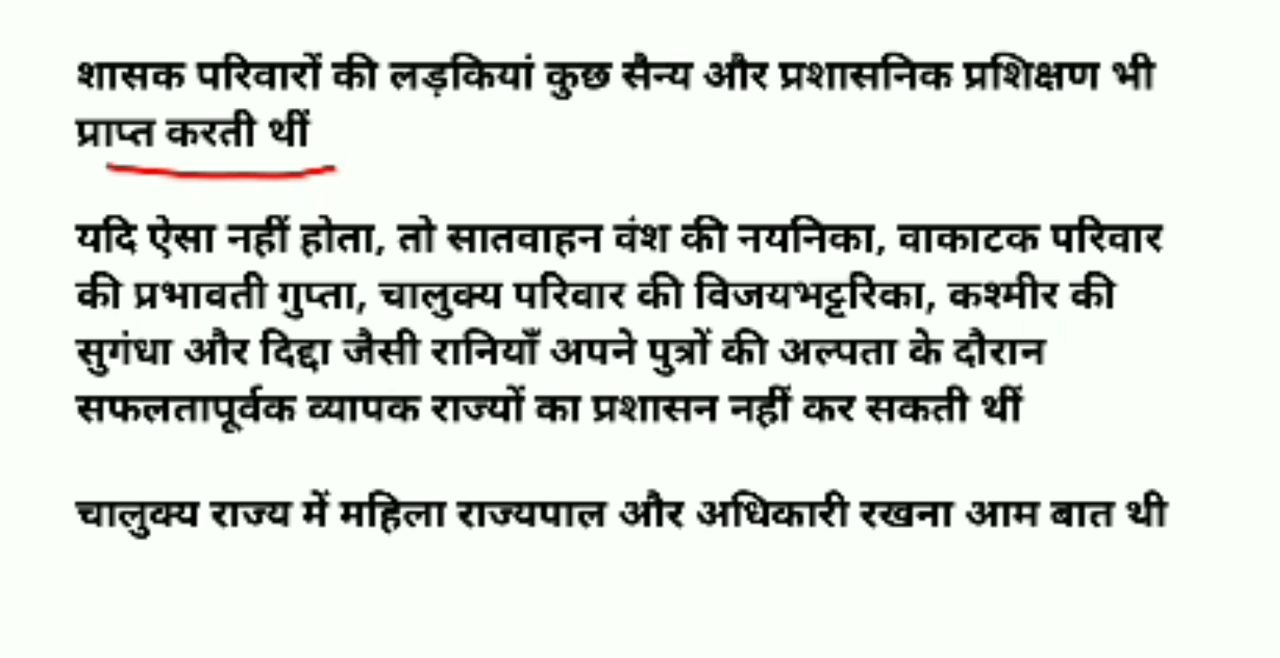 शासक परिवारों की लड़कियां कुछ सैन्य और प्रशासनिक प्रशिक्षण भी
प्राप्त करती थीं
यदि ऐसा नहीं होता, तो सातवाहन वंश की नयनिका, वाकाटक परिवार
की प्रभावती गुप्ता, चालुक्य परिवार की विजयभट्टरिका, कश्मीर की
सुगंधा और दिद्दा जैसी रानियाँ अपने पुत्रों की अल्पता के दौरान
सफलतापूर्वक व्यापक राज्यों का प्रशासन नहीं कर सकती थीं
चालुक्य राज्य में महिला राज्यपाल और अधिकारी रखना आम बात थी